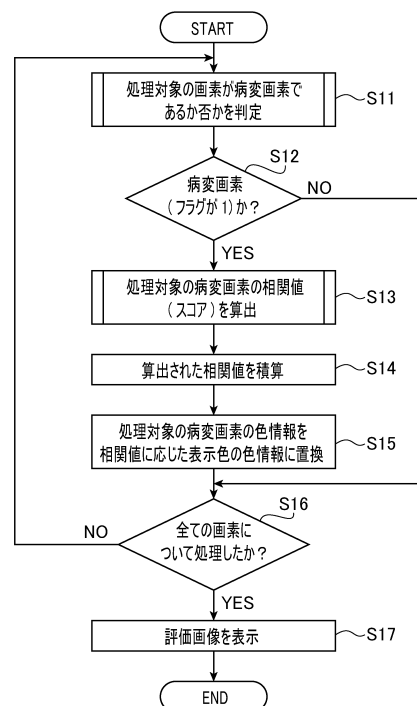 START
処理対象の画素が病変画素で
あるか否かを判定
S11
S12
病変画素
(フラグが1)か?
NO
YES
処理対象の病変画素の相関値
(スコア)を算出
S13
算出された相関値を積算
S14
処理対象の病変画素の色情報を
相関値に応じた表示色の色情報に置換
S15
S16
全ての画素に
ついて処理したか?
NO
YES
評価画像を表示
S17
END